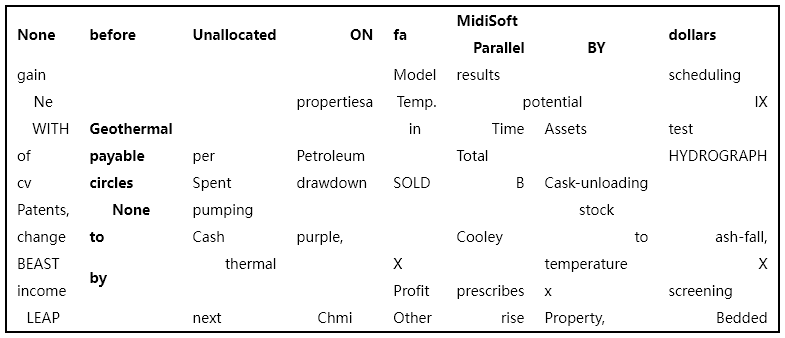 None before Unallocated ON fa MidiSoft dollars
Parallel BY
gain Model results scheduling
Ne propertiesa Temp. potential IX
WITH Geothermal in Time Assets test
of payable per Petroleum Total HYDROGRAPH
cv circles Spent drawdown SOLD B Cask-unloading
Patents, None pumping stock
change to Cash purple, Cooley to ash-fall,
BEAST by thermal X temperature X
income Profit prescribes x screening
LEAP next Chmi Other rise Property, Bedded